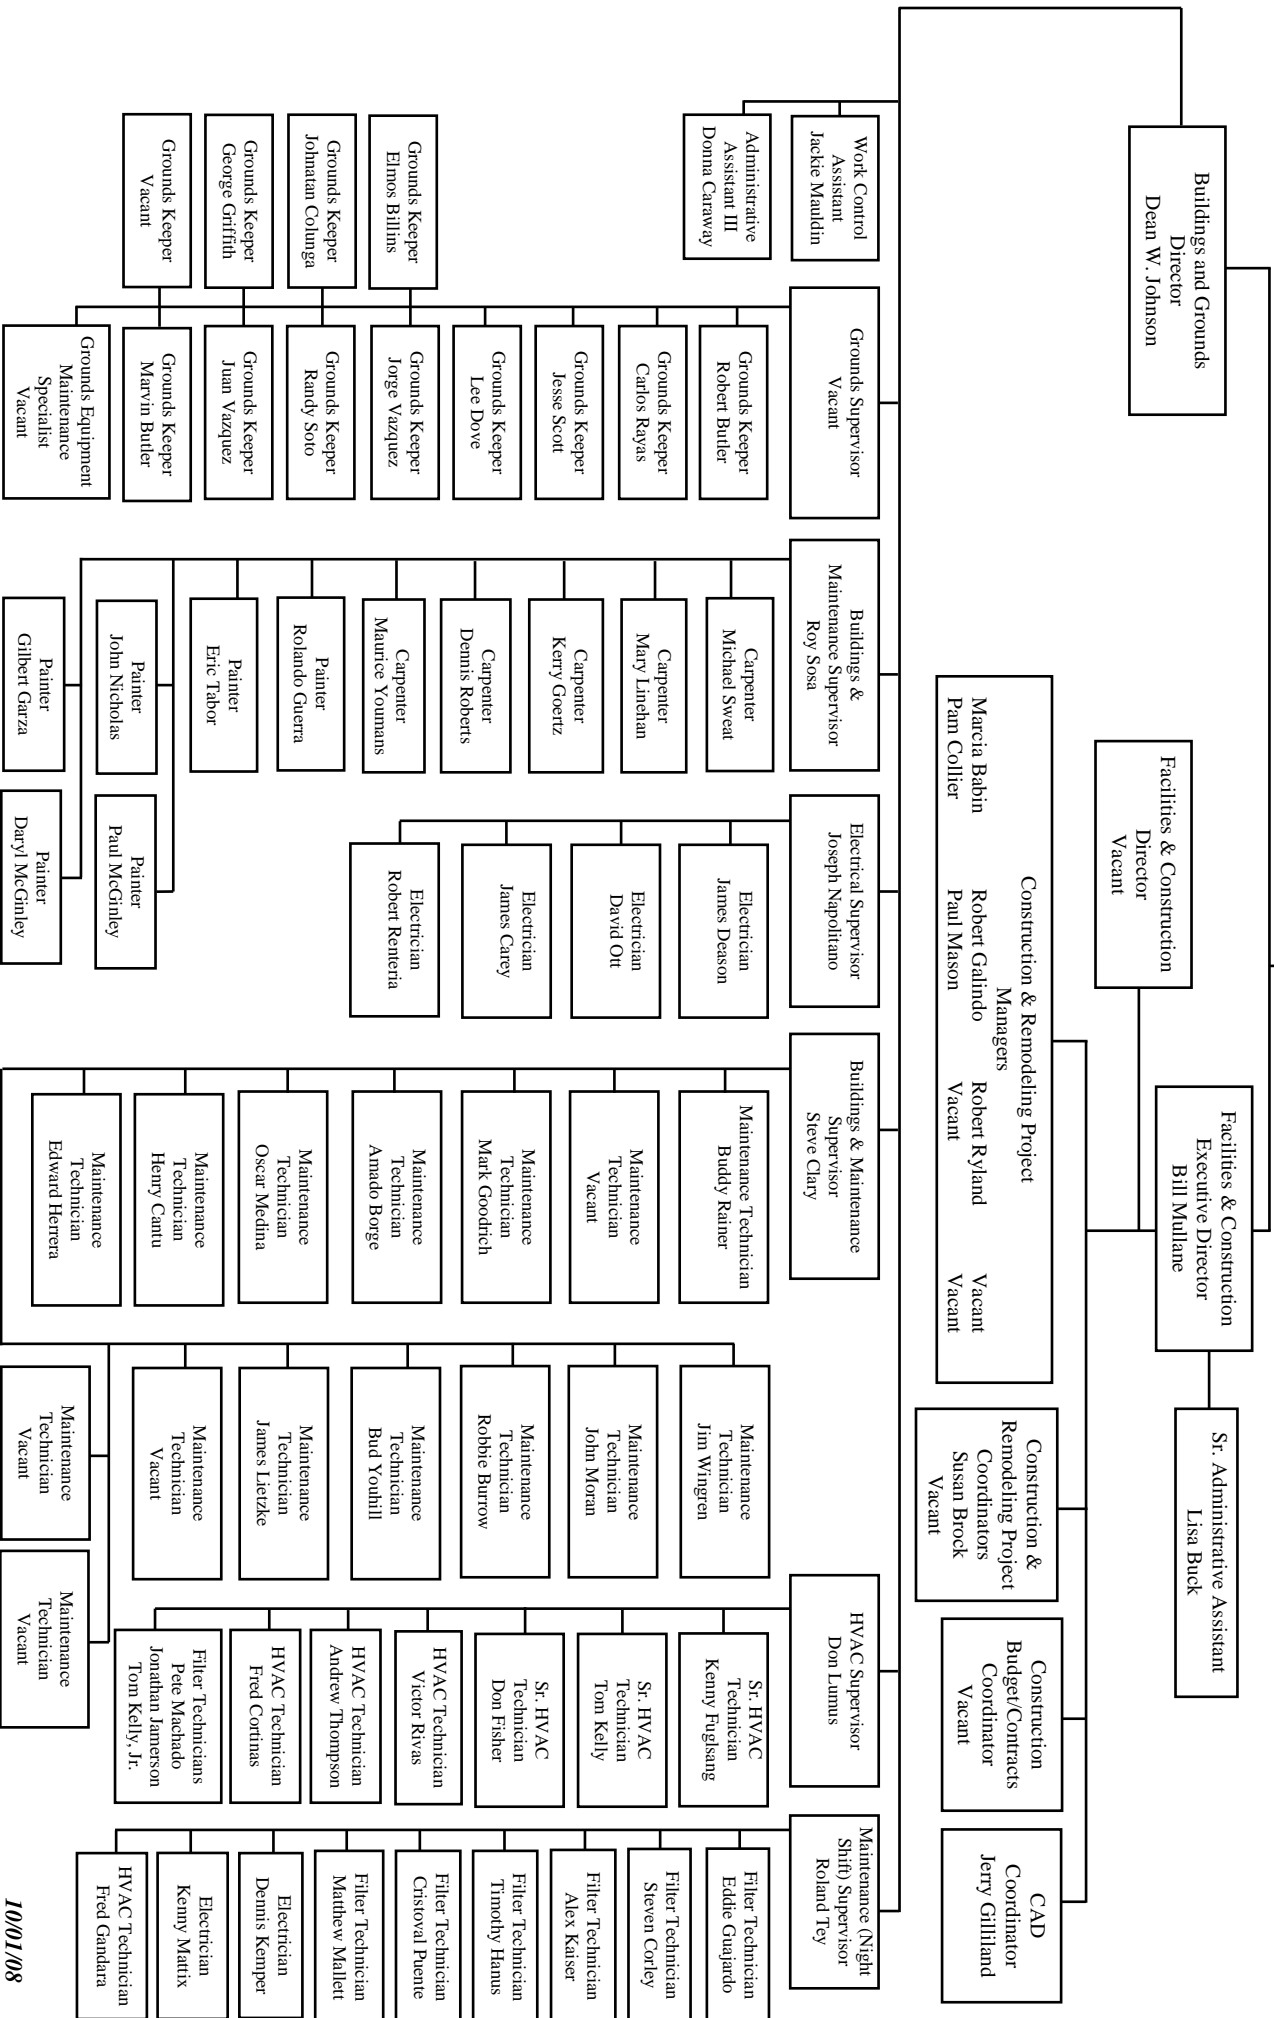 Facilities & Construction
Executive Director
Bill Mullane
Sr. Administrative Assistant
Lisa Buck
Buildings and Grounds
Director
Dean W. Johnson
Facilities & Construction
Director
Vacant
Construction & Remodeling Project
Managers
Marcia Babin Robert Galindo Robert Ryland Vacant
Pam Collier Paul Mason Vacant Vacant
Construction &
Remodeling Project
Coordinators
Susan Brock
Vacant
Construction
Budget/Contracts
Coordinator
Vacant
CAD
Coordinator
Jerry Gilliland
Work Control
Assistant
Jackie Mauldin
Administrative
Assistant III
Donna Caraway
Grounds Supervisor
Vacant
Grounds Keeper
Robert Butler
Grounds Keeper
Carlos Rayas
Grounds Keeper
Jesse Scott
Grounds Keeper
Lee Dove
Grounds Keeper
Elmos Billins
Grounds Keeper
Jorge Vazquez
Grounds Keeper
Johnatan Colunga
Grounds Keeper
Randy Soto
Grounds Keeper
George Griffith
Grounds Keeper
Juan Vazquez
Grounds Keeper
Vacant
Grounds Keeper
Marvin Butler
Grounds Equipment
Maintenance
Specialist
Vacant
Buildings &
Maintenance Supervisor
Roy Sosa
Carpenter
Michael Sweat
Carpenter
Mary Linehan
Carpenter
Kerry Goertz
Carpenter
Dennis Roberts
Carpenter
Maurice Youmans
Painter
Rolando Guerra
Painter
Eric Tabor
Painter
John Nicholas
Painter
Paul McGinley
Painter
Gilbert Garza
Painter
Daryl McGinley
Electrical Supervisor
Joseph Napolitano
Electrician
James Deason
Electrician
David Ott
Electrician
James Carey
Electrician
Robert Renteria
Buildings & Maintenance
Supervisor
Steve Clary
Maintenance Technician
Buddy Rainer
Maintenance
Technician
Vacant
Maintenance
Technician
Mark Goodrich
Maintenance
Technician
Amado Borge
Maintenance
Technician
Oscar Medina
Maintenance
Technician
Henry Cantu
Maintenance
Technician
Edward Herrera
Maintenance
Technician
Jim Wingren
Maintenance
Technician
John Moran
Maintenance
Technician
Robbie Burrow
Maintenance
Technician
Bud Youhill
Maintenance
Technician
James Lietzke
Maintenance
Technician
Vacant
Maintenance
Technician
Vacant
Maintenance
Technician
Vacant
HVAC Supervisor
Don Lumus
Sr. HVAC
Technician
Kenny Fuglsang
Sr. HVAC
Technician
Tom Kelly
Sr. HVAC
Technician
Don Fisher
HVAC Technician
Victor Rivas
HVAC Technician
Andrew Thompson
HVAC Technician
Fred Cortinas
Filter Technicians
Pete Machado
Jonathan Jamerson
Tom Kelly, Jr.
Maintenance (Night
Shift) Supervisor
Roland Tey
Filter Technician
Eddie Guajardo
Filter Technician
Steven Corley
Filter Technician
Alex Kaiser
Filter Technician
Timothy Hanus
Filter Technician
Cristoval Puente
Filter Technician
Matthew Mallett
Electrician
Dennis Kemper
Electrician
Kenny Mattix
HVAC Technician
Fred Gandara
10/01/08